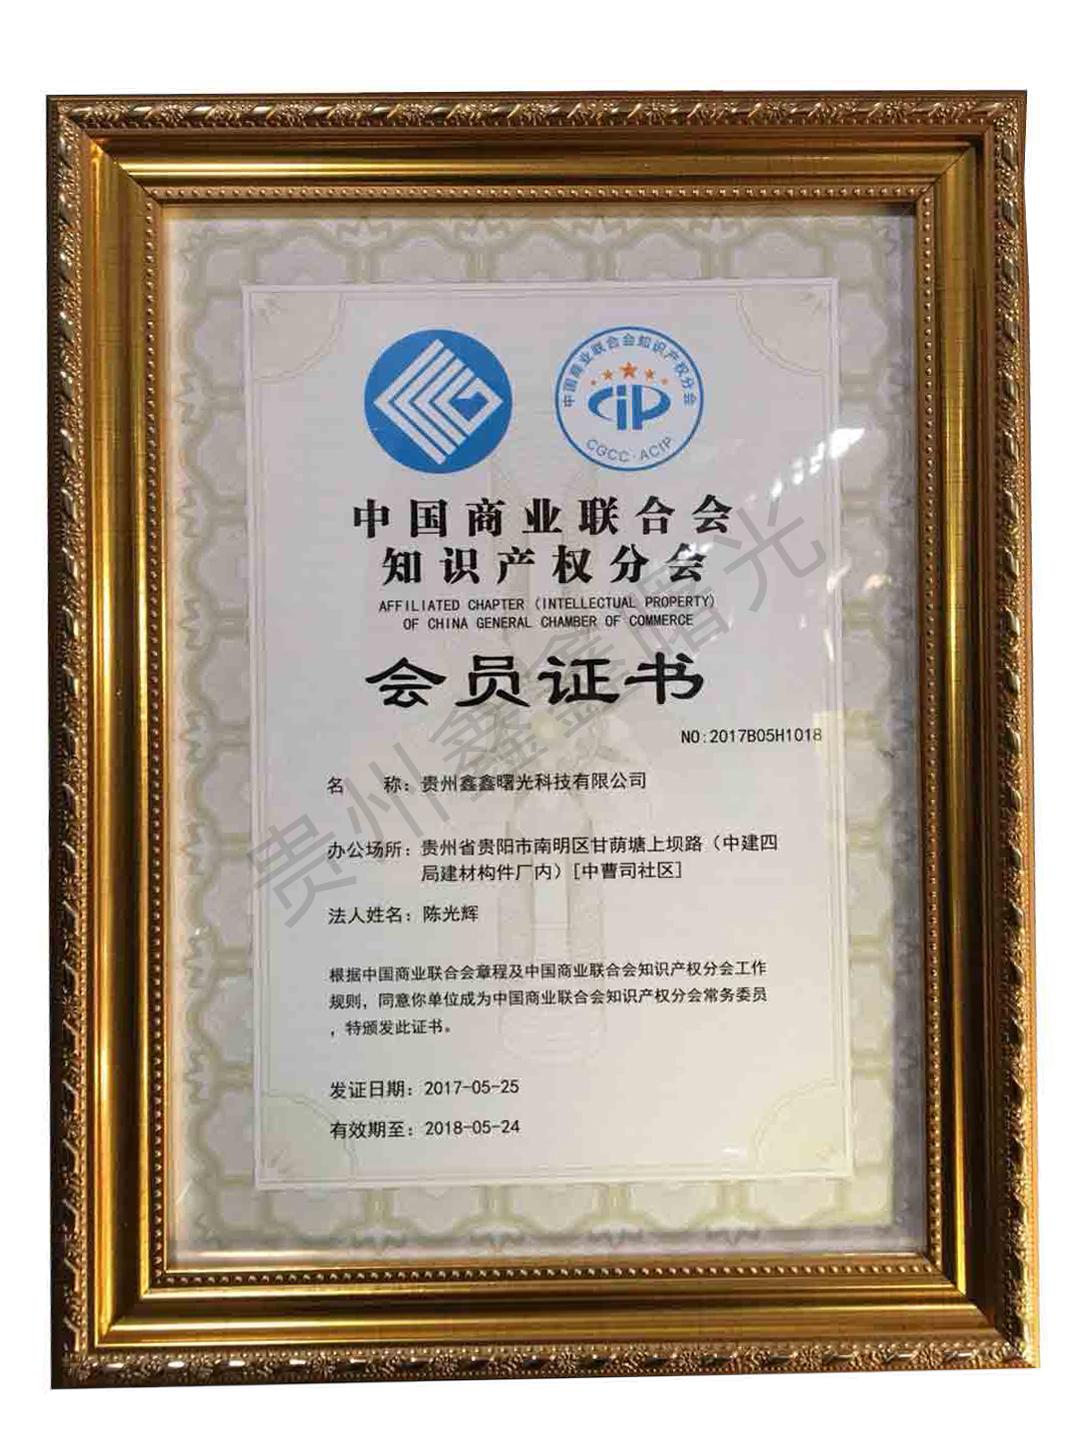 中国商业联合会知识产权分会
CGCC·ACIP
中国商业联合会
知识产权分会
AFFILIATED CHAPTER (INTELLECTUAL PROPERTY)
OF CHINA GENERAL CHAMBER OF COMMERCE
会员证书
NO:2017B05H1018
名 称：贵州鑫鑫曙光科技有限公司
办公场所：贵州省贵阳市南明区甘荫塘上坝路（中建四
局建材构件厂内）[中曹司社区]
法人姓名：陈光辉
根据中国商业联合会章程及中国商业联合会知识产权分会工作
规则，同意你单位成为中国商业联合会知识产权分会常务委员
，特颁发此证书。
发证日期：2017-05-25
有效期至：2018-05-24
贵州鑫鑫曙光